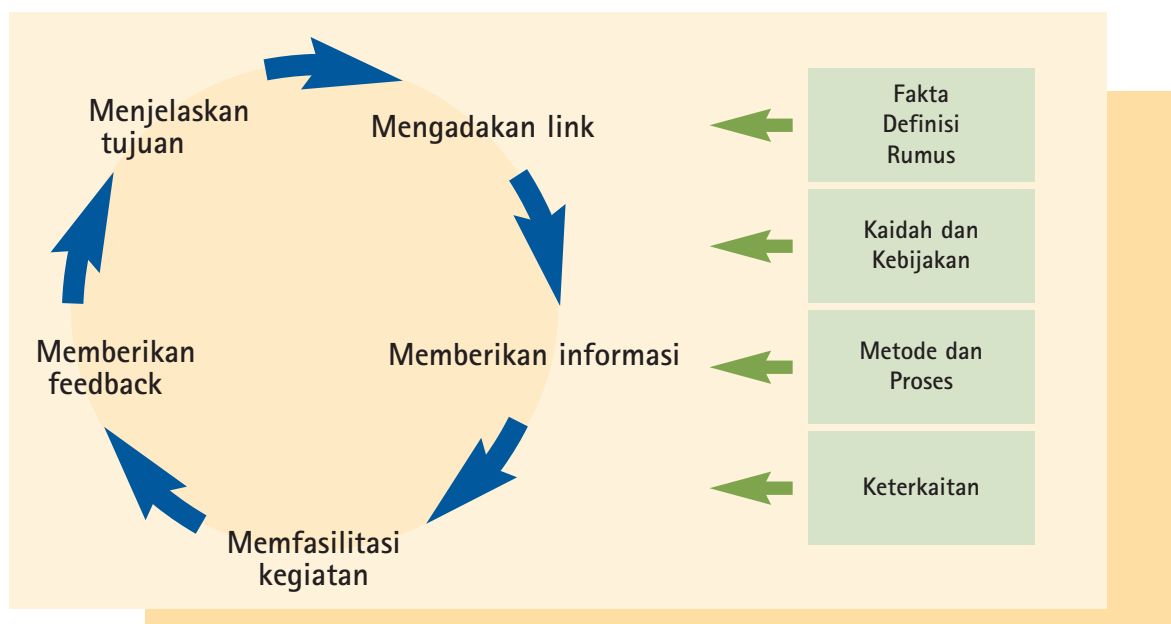 Menjelaskan
tujuan
Mengadakan link
Memberikan informasi
Memfasilitasi
kegiatan
Memberikan
feedback
Fakta
Definisi
Rumus
Kaidah dan
Kebijakan
Metode dan
Proses
Keterkaitan